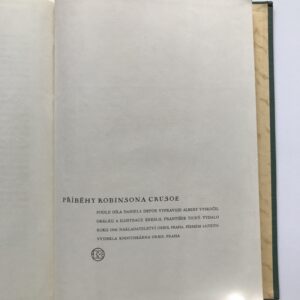 PŘÍBĚHY ROBINSONA CRUSOE
PODLE DÍLA DANIELA DEFOE VYPRAVUJE ALBERT VYSKOČIL
OBÁLKU A ILUSTRACE KRESLIL FRANTIŠEK TICHÝ. VYDALO
ROKU NAKLADATELSTVÍ ORBIS, PRAHA. PÍSMEM
VYTISKLA KNIHTISKÁRNA ORBIS, PRAHA